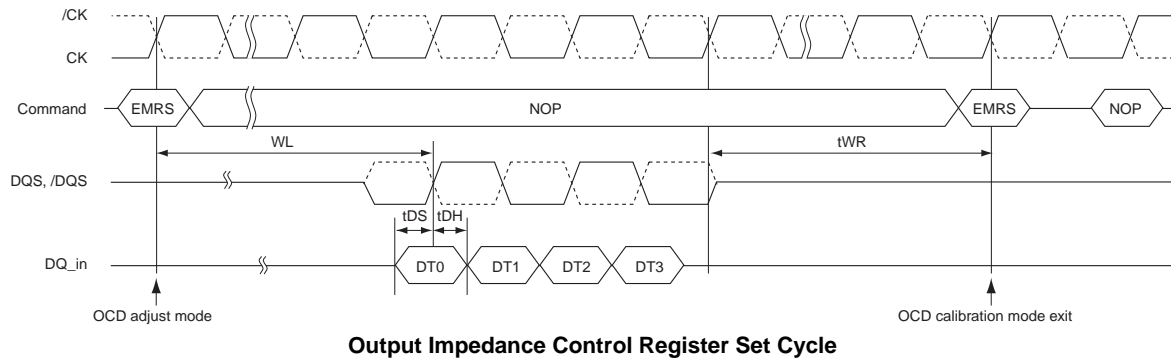 /CK
CK
Command
EMRS
NOP
EMRS
NOP
WL
tWR
DQS, /DQS
tDS
tDH
DQ_in
DT0
DT1
DT2
DT3
OCD adjust mode
OCD calibration mode exit
Output Impedance Control Register Set Cycle